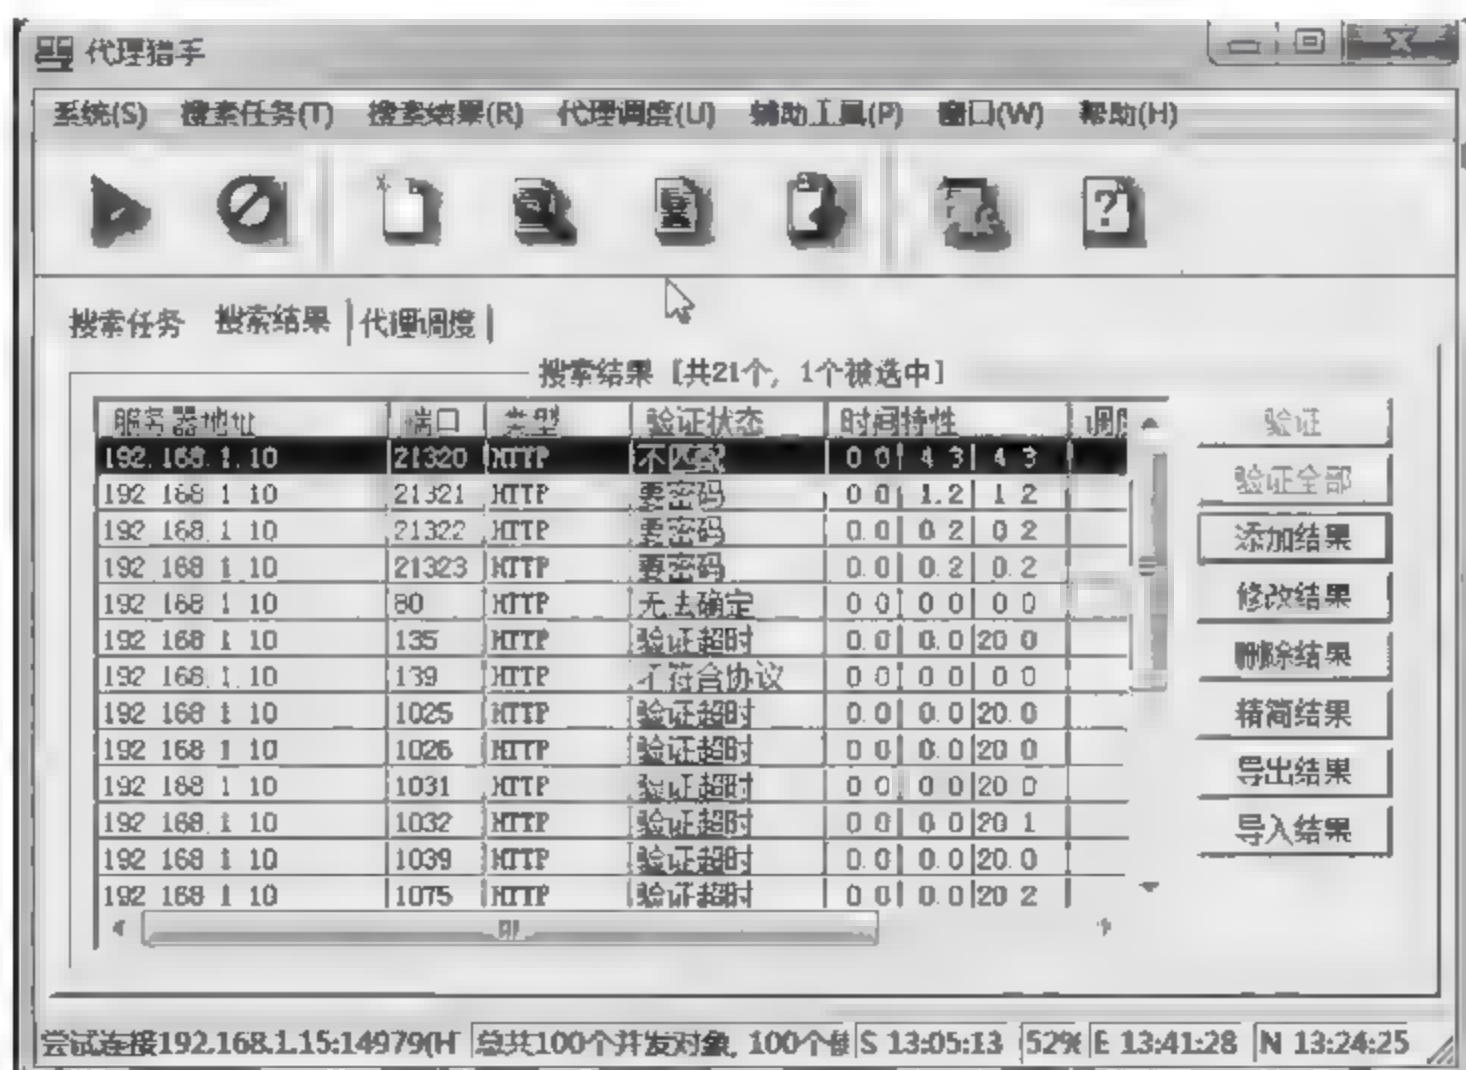 代理猎手
系统(S) 搜索任务(T) 搜索结果(R) 代理调度(U) 辅助工具(P) 窗口(W) 帮助(H)
搜索任务 搜索结果 代理调度
搜索结果 [共21个, 1个被选中]
服务器地址 端口 类型 验证状态 时间特性 调度 验证
192.168.1.10 21320 HTTP 不匹配 0.0 4.3 4.3
192.168.1.10 21321 HTTP 要密码 0.0 1.2 1.2 验证全部
192.168.1.10 21322 HTTP 要密码 0.0 0.2 0.2 添加结果
192.168.1.10 21323 HTTP 要密码 0.0 0.2 0.2
192.168.1.10 80 HTTP 无法确定 0.0 0.0 0.0 修改结果
192.168.1.10 135 HTTP 验证超时 0.0 0.0 20.0 删除结果
192.168.1.10 139 HTTP 不符合协议 0.0 0.0 0.0
192.168.1.10 1025 HTTP 验证超时 0.0 0.0 20.0 精简结果
192.168.1.10 1026 HTTP 验证超时 0.0 0.0 20.0 导出结果
192.168.1.10 1031 HTTP 验证超时 0.0 0.0 20.0
192.168.1.10 1032 HTTP 验证超时 0.0 0.0 20.1 导入结果
192.168.1.10 1039 HTTP 验证超时 0.0 0.0 20.0
192.168.1.10 1075 HTTP 验证超时 0.0 0.0 20.2
尝试连接192.168.1.15:14979(H 总共100个并发对象, 100个 S 13:05:13 52% E 13:41:28 N 13:24:25